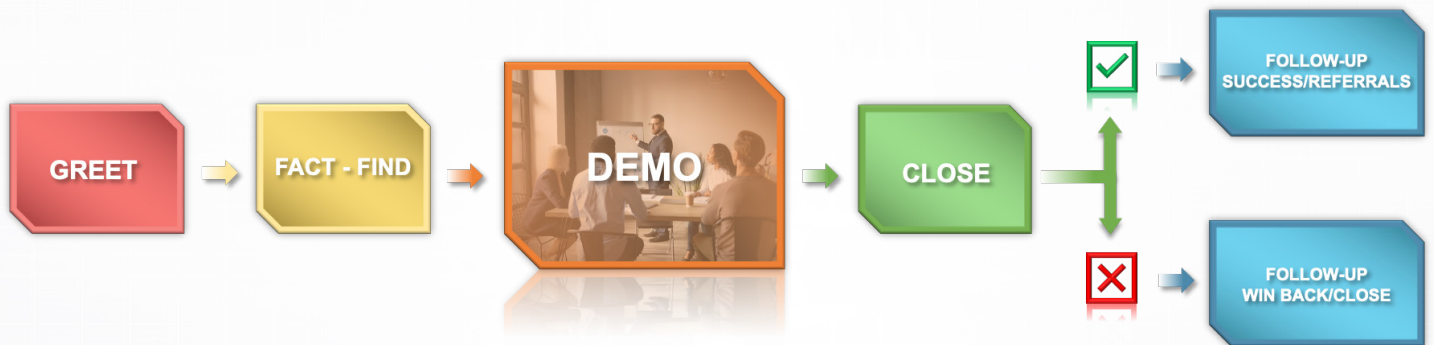 GREET
FACT - FIND
DEMO
CLOSE
FOLLOW-UP
SUCCESS/REFERRALS
FOLLOW-UP
WIN BACK/CLOSE